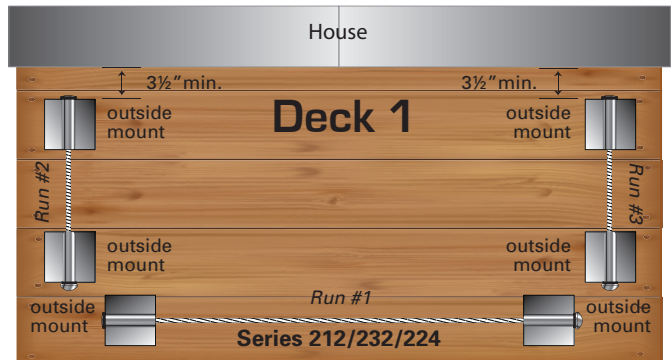 House
3½” min.
3½” min.
outside
mount
Deck 1
outside
mount
Run #2
Run #3
outside
mount
outside
mount
outside
mount
Run #1
outside
mount
Series 212/232/224